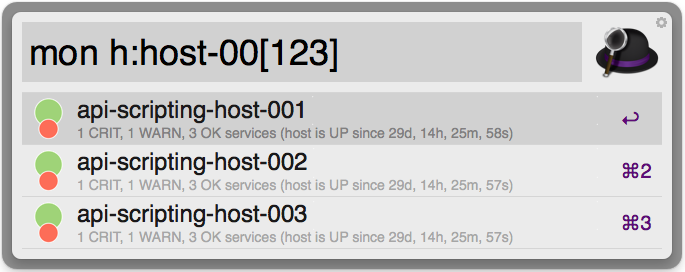 mon h:host-00[123]
api-scripting-host-001
1 CRIT, 1 WARN, 3 OK services (host is UP since 29d, 14h, 25m, 58s)
↩
api-scripting-host-002
1 CRIT, 1 WARN, 3 OK services (host is UP since 29d, 14h, 25m, 57s)
⌘2
api-scripting-host-003
1 CRIT, 1 WARN, 3 OK services (host is UP since 29d, 14h, 25m, 57s)
⌘3